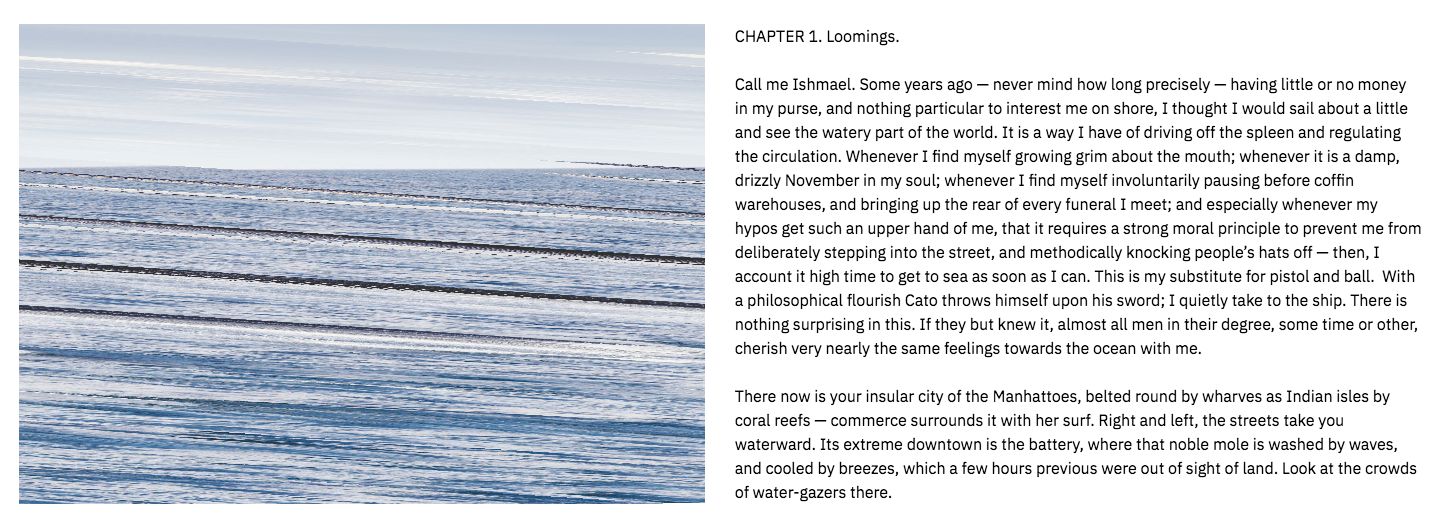 CHAPTER 1. Loomings.
Call me Ishmael. Some years ago — never mind how long precisely — having little or no money
in my purse, and nothing particular to interest me on shore, I thought I would sail about a little
and see the watery part of the world. It is a way I have of driving off the spleen and regulating
the circulation. Whenever I find myself growing grim about the mouth; whenever it is a damp,
drizzly November in my soul; whenever I find myself involuntarily pausing before coffin
warehouses, and bringing up the rear of every funeral I meet; and especially whenever my
hypos get such an upper hand of me, that it requires a strong moral principle to prevent me from
deliberately stepping into the street, and methodically knocking people’s hats off — then, I
account it high time to get to sea as soon as I can. This is my substitute for pistol and ball.  With
a philosophical flourish Cato throws himself upon his sword; I quietly take to the ship. There is
nothing surprising in this. If they but knew it, almost all men in their degree, some time or other,
cherish very nearly the same feelings towards the ocean with me.
There now is your insular city of the Manhattoes, belted round by wharves as Indian isles by
coral reefs — commerce surrounds it with her surf. Right and left, the streets take you
waterward. Its extreme downtown is the battery, where that noble mole is washed by waves,
and cooled by breezes, which a few hours previous were out of sight of land. Look at the crowds
of water-gazers there.